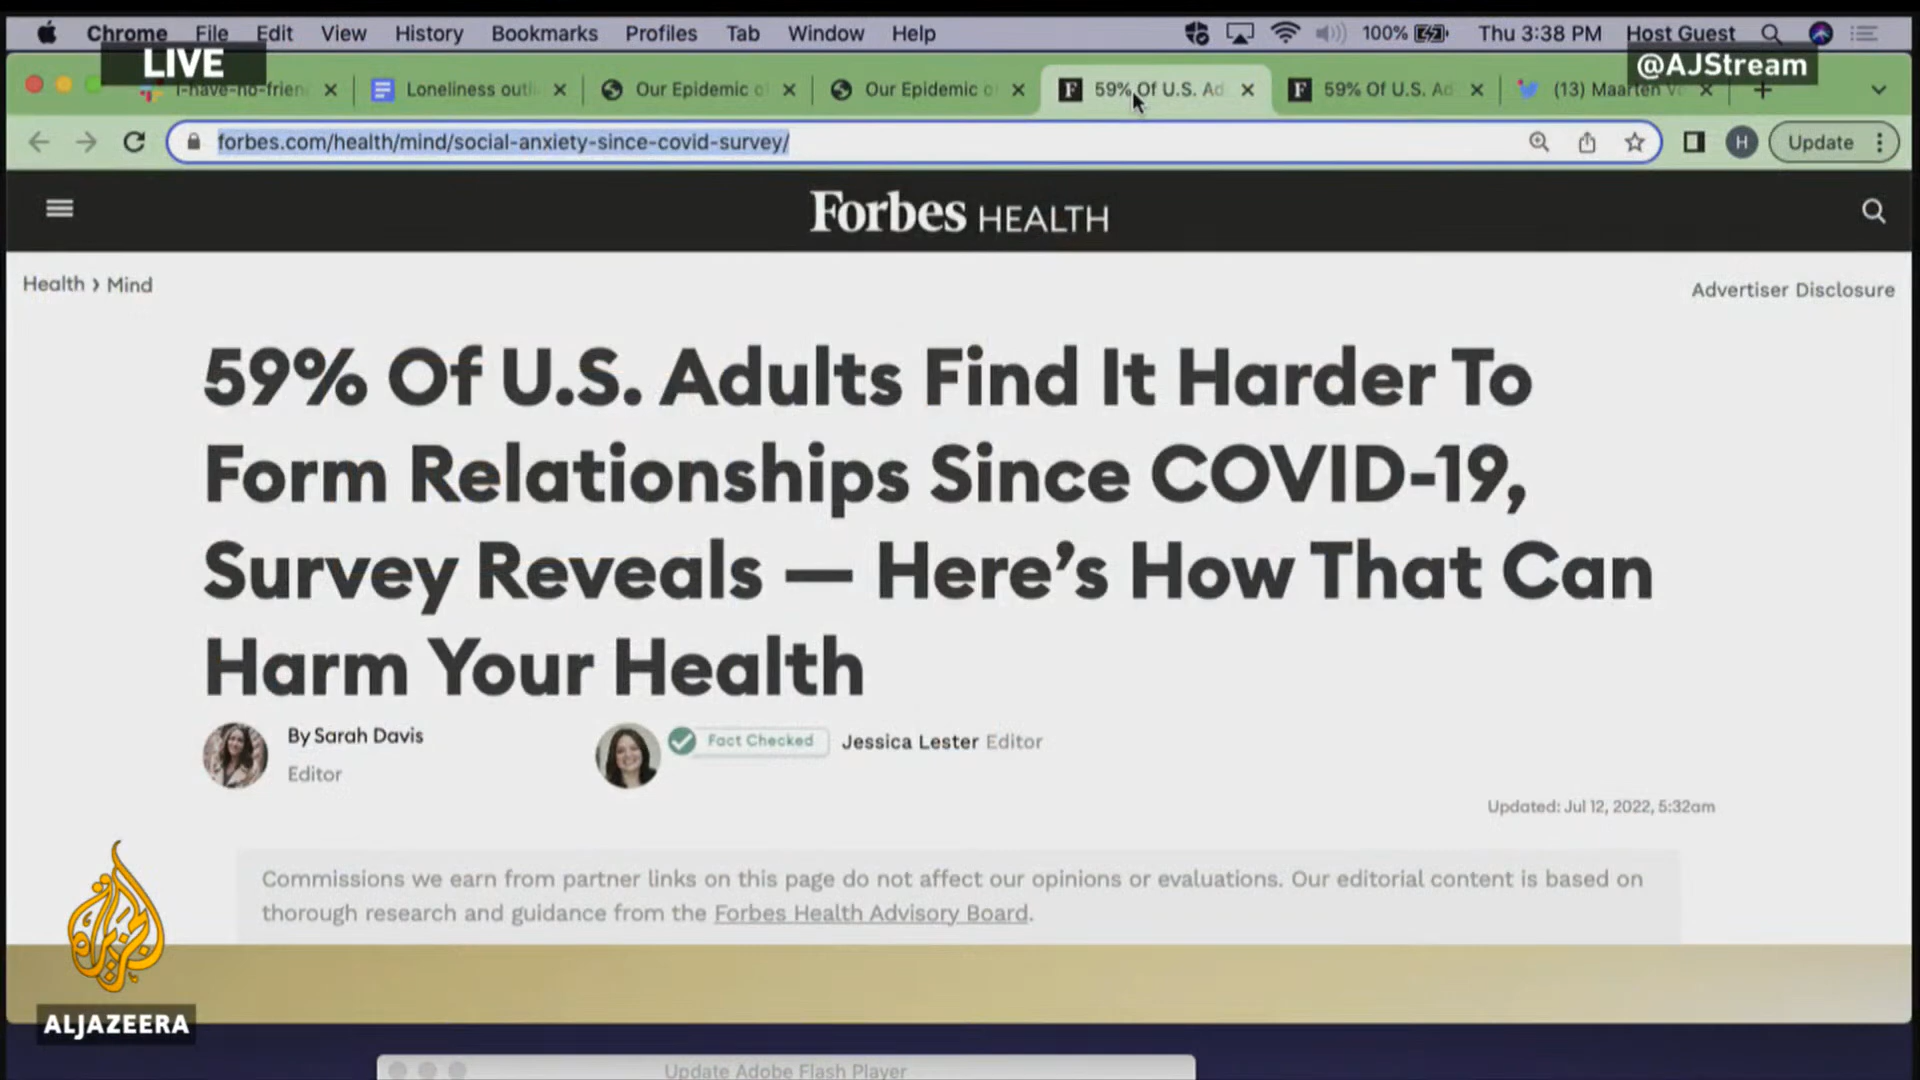 Chrome File Edit View History Bookmarks Profiles Tab Window Help 100% Thu 3:38 PM Host Guest
LIVE
@AJStream
i-have-no-frien
Loneliness outli
Our Epidemic o
Our Epidemic o
59% Of U.S. Ad
59% Of U.S. Ad
(13) Maarten
forbes.com/health/mind/social-anxiety-since-covid-survey/
H
Update
Forbes HEALTH
Health > Mind
Advertiser Disclosure
59% Of U.S. Adults Find It Harder To
Form Relationships Since COVID-19,
Survey Reveals — Here's How That Can
Harm Your Health
By Sarah Davis
Editor
Fact Checked
Jessica Lester Editor
Updated: Jul 12, 2022, 5:32am
Commissions we earn from partner links on this page do not affect our opinions or evaluations. Our editorial content is based on
thorough research and guidance from the Forbes Health Advisory Board.
الجزيرة
ALJAZEERA
Update Adobe Flash Player